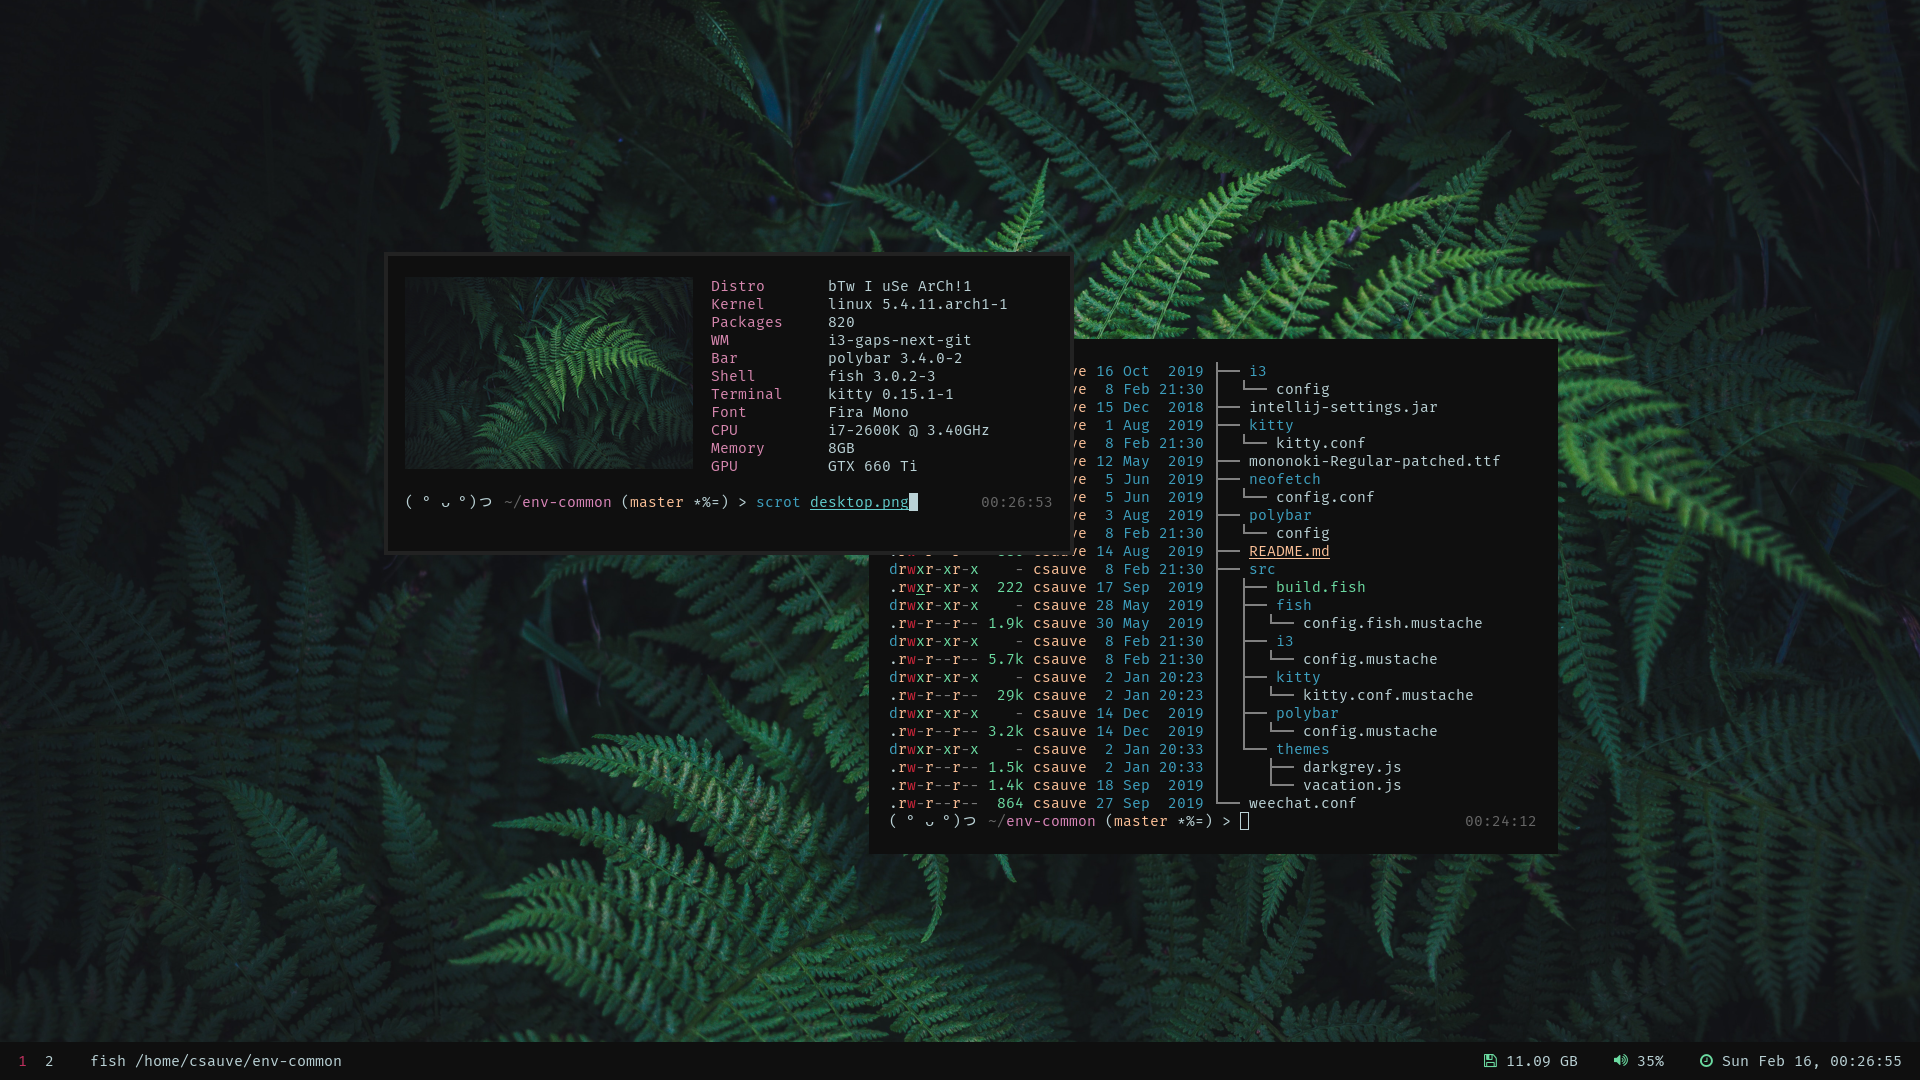 Distro bTw I uSe ArCh!1
Kernel linux 5.4.11.arch1-1
Packages 820
WM i3-gaps-next-git
Bar polybar 3.4.0-2
Shell fish 3.0.2-3
Terminal kitty 0.15.1-1
Font Fira Mono
CPU i7-2600K @ 3.40GHz
Memory 8GB
GPU GTX 660 Ti
( ° ᴗ °)つ ~/env-common (master *%=) > scrot desktop.png 00:26:53
ve 16 Oct 2019 ├── i3
ve 8 Feb 21:30 │ └── config
ve 15 Dec 2018 ├── intellij-settings.jar
ve 1 Aug 2019 ├── kitty
ve 8 Feb 21:30 │ └── kitty.conf
ve 12 May 2019 ├── mononoki-Regular-patched.ttf
ve 5 Jun 2019 ├── neofetch
ve 5 Jun 2019 │ └── config.conf
ve 3 Aug 2019 ├── polybar
ve 8 Feb 21:30 │ └── config
ve 14 Aug 2019 ├── README.md
drwxr-xr-x - csauve 8 Feb 21:30 ├── src
.rwxr-xr-x 222 csauve 17 Sep 2019 │ ├── build.fish
drwxr-xr-x - csauve 28 May 2019 │ ├── fish
.rw-r--r-- 1.9k csauve 30 May 2019 │ │ └── config.fish.mustache
drwxr-xr-x - csauve 8 Feb 21:30 │ ├── i3
.rw-r--r-- 5.7k csauve 8 Feb 21:30 │ │ └── config.mustache
drwxr-xr-x - csauve 2 Jan 20:23 │ ├── kitty
.rw-r--r-- 29k csauve 2 Jan 20:23 │ │ └── kitty.conf.mustache
drwxr-xr-x - csauve 14 Dec 2019 │ ├── polybar
.rw-r--r-- 3.2k csauve 14 Dec 2019 │ │ └── config.mustache
drwxr-xr-x - csauve 2 Jan 20:33 │ └── themes
.rw-r--r-- 1.5k csauve 2 Jan 20:33 │ ├── darkgrey.js
.rw-r--r-- 1.4k csauve 18 Sep 2019 │ └── vacation.js
.rw-r--r-- 864 csauve 27 Sep 2019 └── weechat.conf
( ° ᴗ °)つ ~/env-common (master *%=) > 00:24:12
1 2 fish /home/csauve/env-common 11.09 GB 35% Sun Feb 16, 00:26:55